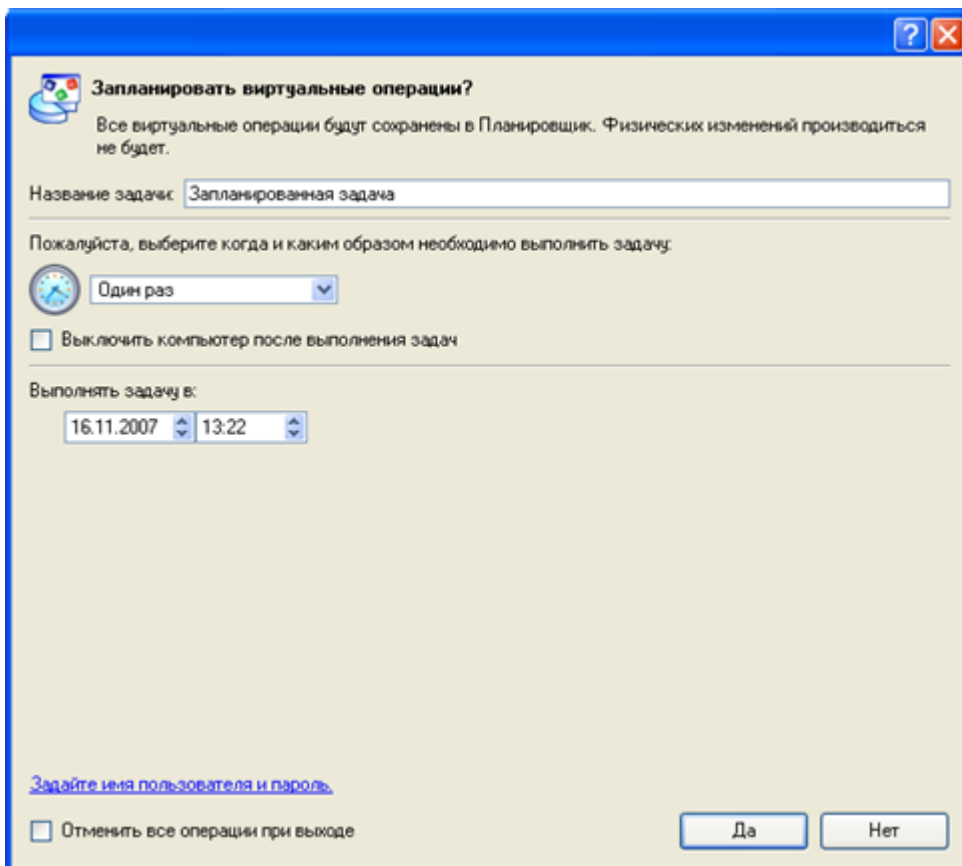 Запланировать виртуальные операции?
Все виртуальные операции будут сохранены в Планировщик. Физических изменений производиться
не будет.
Название задачи: Запланированная задача
Пожалуйста, выберите когда и каким образом необходимо выполнить задачу:
Один раз
Выключить компьютер после выполнения задач
Выполнять задачу в:
16.11.2007 13:22
Задайте имя пользователя и пароль.
Отменить все операции при выходе
Да Нет